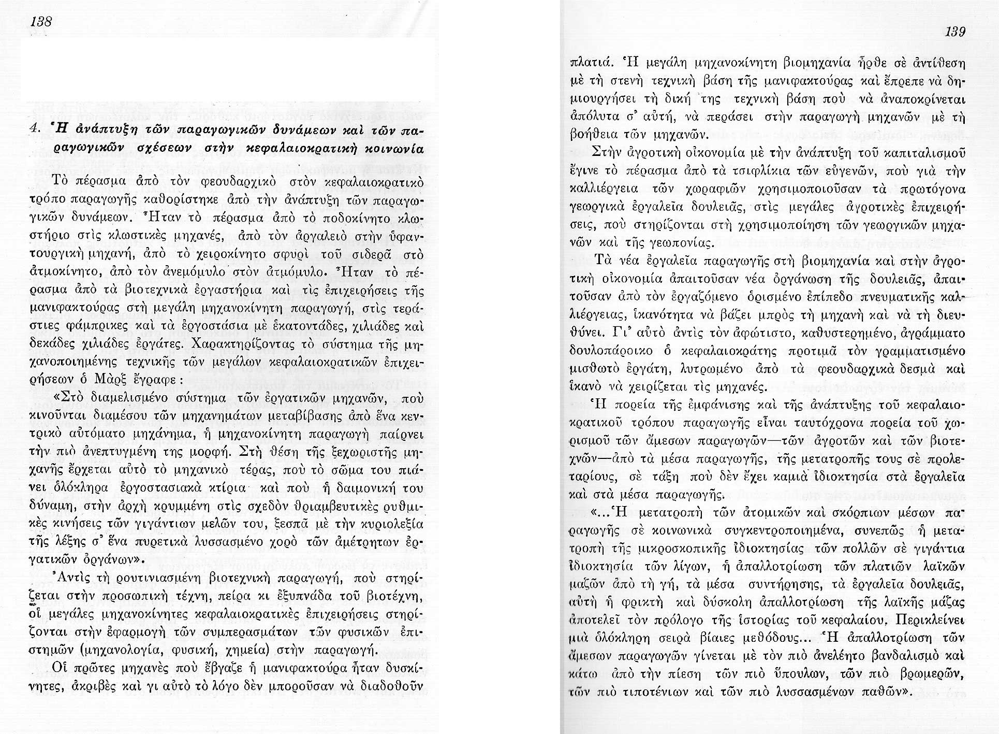 138
4. Ἡ ἀνάπτυξη τῶν παραγωγικῶν δυνάμεων καὶ τῶν πα-
ραγωγικῶν σχέσεων στὴν κεφαλαιοκρατικὴ κοινωνία
Τὸ πέρασμα ἀπὸ τὸν φεουδαρχικὸ στὸν κεφαλαιοκρατικὸ
τρόπο παραγωγῆς καθορίστηκε ἀπὸ τὴν ἀνάπτυξη τῶν παραγω-
γικῶν δυνάμεων. Ἦταν τὸ πέρασμα ἀπὸ τὸ ποδοκίνητο κλω-
στήριο στὶς κλωστικὲς μηχανές, ἀπὸ τὸν ἀργαλειὸ στὴν ὑφαν-
τουργικὴ μηχανή, ἀπὸ τὸ χειροκίνητο σφυρὶ τοῦ σιδερᾶ στὸ
ἀτμοκίνητο, ἀπὸ τὸν ἀνεμόμυλο στὸν ἀτμόμυλο. Ἦταν τὸ πέ-
ρασμα ἀπὸ τὰ βιοτεχνικὰ ἐργαστήρια καὶ τὶς ἐπιχειρήσεις τῆς
μανιφακτούρας στὴ μεγάλη μηχανοκίνητη παραγωγή, στὶς τερά-
στιες φάμπρικες καὶ τὰ ἐργοστάσια μὲ ἑκατοντάδες, χιλιάδες καὶ
δεκάδες χιλιάδες ἐργάτες. Χαρακτηρίζοντας τὸ σύστημα τῆς μη-
χανοποιημένης τεχνικῆς τῶν μεγάλων κεφαλαιοκρατικῶν ἐπιχει-
ρήσεων ὁ Μὰρξ ἔγραφε :
«Στὸ διαμελισμένο σύστημα τῶν ἐργατικῶν μηχανῶν, ποὺ
κινοῦνται διαμέσου τῶν μηχανημάτων μεταβίβασης ἀπὸ ἕνα κεν-
τρικὸ αὐτόματο μηχάνημα, ἡ μηχανοκίνητη παραγωγὴ παίρνει
τὴν πιὸ ἀνεπτυγμένη της μορφή. Στὴ θέση τῆς ξεχωριστῆς μη-
χανῆς ἔρχεται αὐτὸ τὸ μηχανικὸ τέρας, ποὺ τὸ σῶμα του πιά-
νει ὁλόκληρα ἐργοστασιακὰ κτίρια καὶ ποὺ ἡ δαιμονική του
δύναμη, στὴν ἀρχὴ κρυμμένη στὶς σχεδὸν θριαμβευτικὲς ρυθμι-
κὲς κινήσεις τῶν γιγάντιων μελῶν του, ξεσπᾶ μὲ τὴν κυριολεξία
τῆς λέξης σ᾽ ἕνα πυρετικὰ λυσσασμένο χορὸ τῶν ἀμέτρητων ἐρ-
γατικῶν ὀργάνων».
Ἀντὶς τὴ ρουτινιασμένη βιοτεχνικὴ παραγωγή, ποὺ στηρί-
ζεται στὴν προσωπικὴ τέχνη, πείρα κι ἐξυπνάδα τοῦ βιοτέχνη,
οἱ μεγάλες μηχανοκίνητες κεφαλαιοκρατικὲς ἐπιχειρήσεις στηρί-
ζονται στὴν ἐφαρμογὴ τῶν συμπερασμάτων τῶν φυσικῶν ἐπι-
στημῶν (μηχανολογία, φυσική, χημεία) στὴν παραγωγή.
Οἱ πρῶτες μηχανὲς ποὺ ἔβγαζε ἡ μανιφακτούρα ἦταν δυσκί-
νητες, ἀκριβὲς καὶ γι αὐτὸ τὸ λόγο δὲν μποροῦσαν νὰ διαδοθοῦν
139
πλατιά. Ἡ μεγάλη μηχανοκίνητη βιομηχανία ἦρθε σὲ ἀντίθεση
μὲ τὴ στενὴ τεχνικὴ βάση τῆς μανιφακτούρας καὶ ἔπρεπε νὰ δη-
μιουργήσει τὴ δική της τεχνικὴ βάση ποὺ νὰ ἀναποκρίνεται
ἀπόλυτα σ᾽ αὐτή, νὰ περάσει στὴν παραγωγὴ μηχανῶν μὲ τὴ
βοήθεια τῶν μηχανῶν.
Στὴν ἀγροτικὴ οἰκονομία μὲ τὴν ἀνάπτυξη τοῦ καπιταλισμοῦ
ἔγινε τὸ πέρασμα ἀπὸ τὰ τσιφλίκια τῶν εὐγενῶν, ποὺ γιὰ τὴν
καλλιέργεια τῶν χωραφιῶν χρησιμοποιοῦσαν τὰ πρωτόγονα
γεωργικὰ ἐργαλεῖα δουλειᾶς, στὶς μεγάλες ἀγροτικὲς ἐπιχειρή-
σεις, ποὺ στηρίζονται στὴ χρησιμοποίηση τῶν γεωργικῶν μηχα-
νῶν καὶ τῆς γεωπονίας.
Τὰ νέα ἐργαλεῖα παραγωγῆς στὴ βιομηχανία καὶ στὴν ἀγρο-
τικὴ οἰκονομία ἀπαιτοῦσαν νέα ὀργάνωση τῆς δουλειᾶς, ἀπαι-
τοῦσαν ἀπὸ τὸν ἐργαζόμενο ὁρισμένο ἐπίπεδο πνευματικῆς καλ-
λιέργειας, ἱκανότητα νὰ βάζει μπρὸς τὴ μηχανὴ καὶ νὰ τὴ διευ-
θύνει. Γι᾽ αὐτὸ ἀντὶς τὸν ἀφώτιστο, καθυστερημένο, ἀγράμματο
δουλοπάροικο ὁ κεφαλαιοκράτης προτιμᾶ τὸν γραμματισμένο
μισθωτὸ ἐργάτη, λυτρωμένο ἀπὸ τὰ φεουδαρχικὰ δεσμὰ καὶ
ἱκανὸ νὰ χειρίζεται τὶς μηχανές.
Ἡ πορεία τῆς ἐμφάνισης καὶ τῆς ἀνάπτυξης τοῦ κεφαλαιο-
κρατικοῦ τρόπου παραγωγῆς εἶναι ταυτόχρονα πορεία τοῦ χω-
ρισμοῦ τῶν ἄμεσων παραγωγῶν—τῶν ἀγροτῶν καὶ τῶν βιοτε-
χνῶν—ἀπὸ τὰ μέσα παραγωγῆς, τῆς μετατροπῆς τους σὲ προλε-
ταρίους, σὲ τάξη ποὺ δὲν ἔχει καμιὰ ἰδιοκτησία στὰ ἐργαλεῖα
καὶ στὰ μέσα παραγωγῆς.
«...Ἡ μετατροπὴ τῶν ἀτομικῶν καὶ σκόρπιων μέσων πα-
ραγωγῆς σὲ κοινωνικὰ συγκεντροποιημένα, συνεπῶς ἡ μετα-
τροπὴ τῆς μικροσκοπικῆς ἰδιοκτησίας τῶν πολλῶν σὲ γιγάντια
ἰδιοκτησία τῶν λίγων, ἡ ἀπαλλοτρίωση τῶν πλατιῶν λαϊκῶν
μαζῶν ἀπὸ τὴ γή, τὰ μέσα συντήρησης, τὰ ἐργαλεῖα δουλειᾶς,
αὐτὴ ἡ φρικτὴ καὶ δύσκολη ἀπαλλοτρίωση τῆς λαϊκῆς μάζας
ἀποτελεῖ τὸν πρόλογο τῆς ἱστορίας τοῦ κεφαλαίου. Περικλείνει
μιὰ ὁλόκληρη σειρὰ βίαιες μεθόδους... Ἡ ἀπαλλοτρίωση τῶν
ἄμεσων παραγωγῶν γίνεται μὲ τὸν πιὸ ἀνελέητο βανδαλισμὸ καὶ
κάτω ἀπὸ τὴν πίεση τῶν πιὸ ὕπουλων, τῶν πιὸ βρωμερῶν,
τῶν πιὸ τιποτένιων καὶ τῶν πιὸ λυσσασμένων παθῶν».